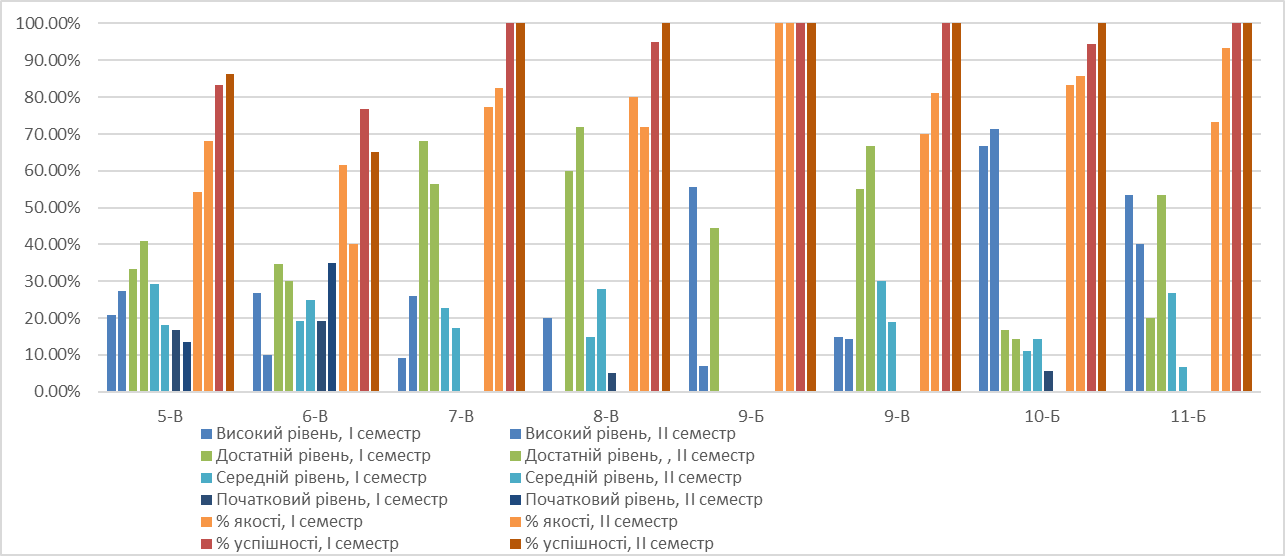 100.00%
90.00%
80.00%
70.00%
60.00%
50.00%
40.00%
30.00%
20.00%
10.00%
0.00%
5-В 6-В 7-В 8-В 9-Б 9-В 10-Б 11-Б
Високий рівень, І семестр Високий рівень, ІІ семестр
Достатній рівень, І семестр Достатній рівень, , ІІ семестр
Середній рівень, І семестр Середній рівень, ІІ семестр
Початковий рівень, І семестр Початковий рівень, ІІ семестр
% якості, І семестр % якості, ІІ семестр
% успішності, І семестр % успішності, ІІ семестр